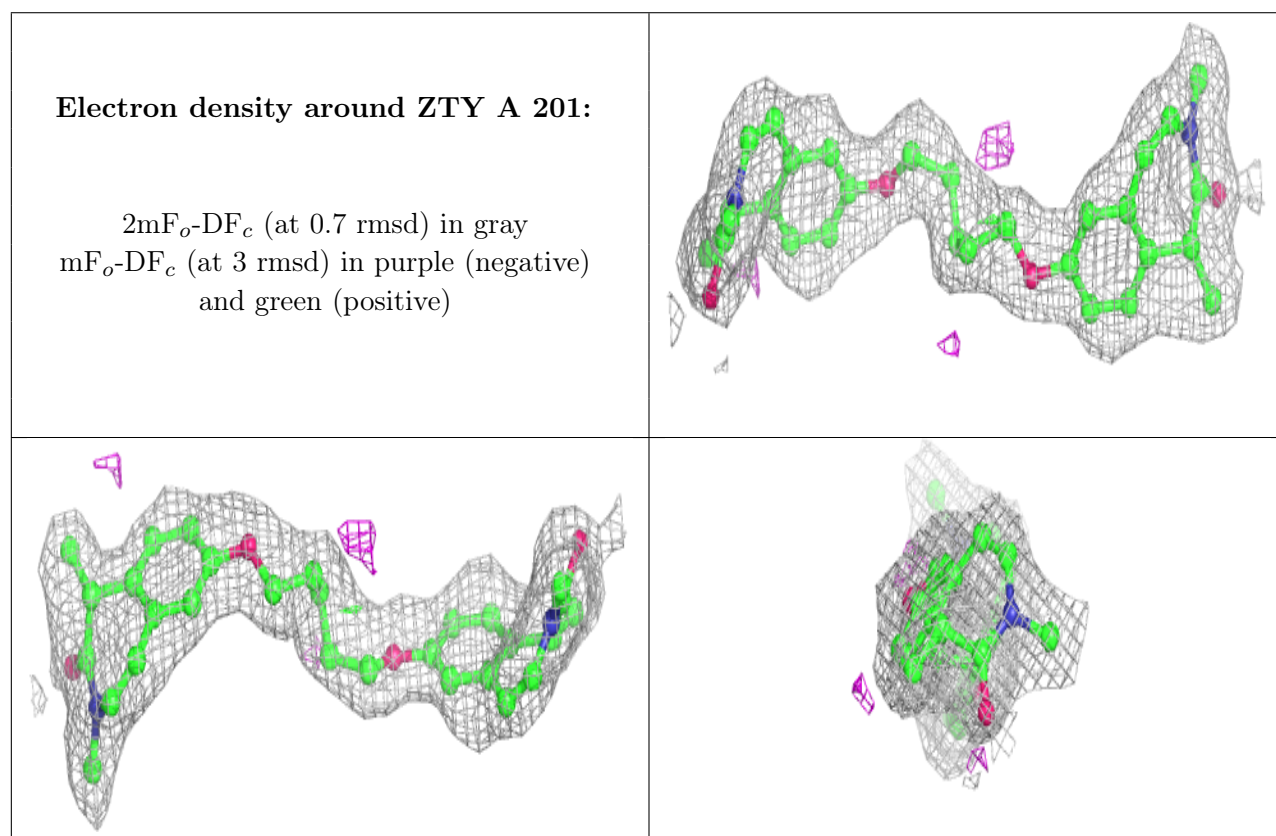 Electron density around ZTY A 201:
2mFo-DFc (at 0.7 rmsd) in gray
mFo-DFc (at 3 rmsd) in purple (negative)
and green (positive)